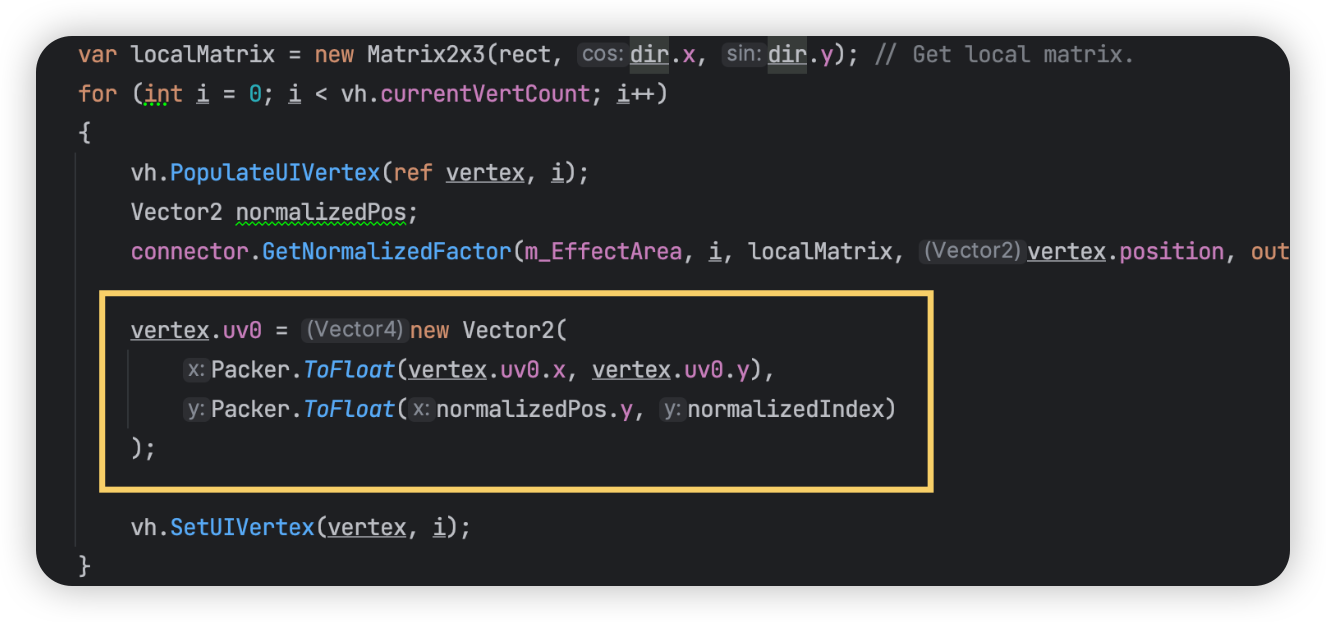 var localMatrix = new Matrix2x3(rect, cos: dir.x, sin: dir.y); // Get local matrix.
for (int i = 0; i < vh.currentVertCount; i++)
{
vh.PopulateUIVertex(ref vertex, i);
Vector2 normalizedPos;
connector.GetNormalizedFactor(m_EffectArea, i, localMatrix, (Vector2)vertex.position, out
vertex.uv0 = (Vector4)new Vector2(
x: Packer.ToFloat(vertex.uv0.x, vertex.uv0.y),
y: Packer.ToFloat(x: normalizedPos.y, y: normalizedIndex)
);
vh.SetUIVertex(vertex, i);
}